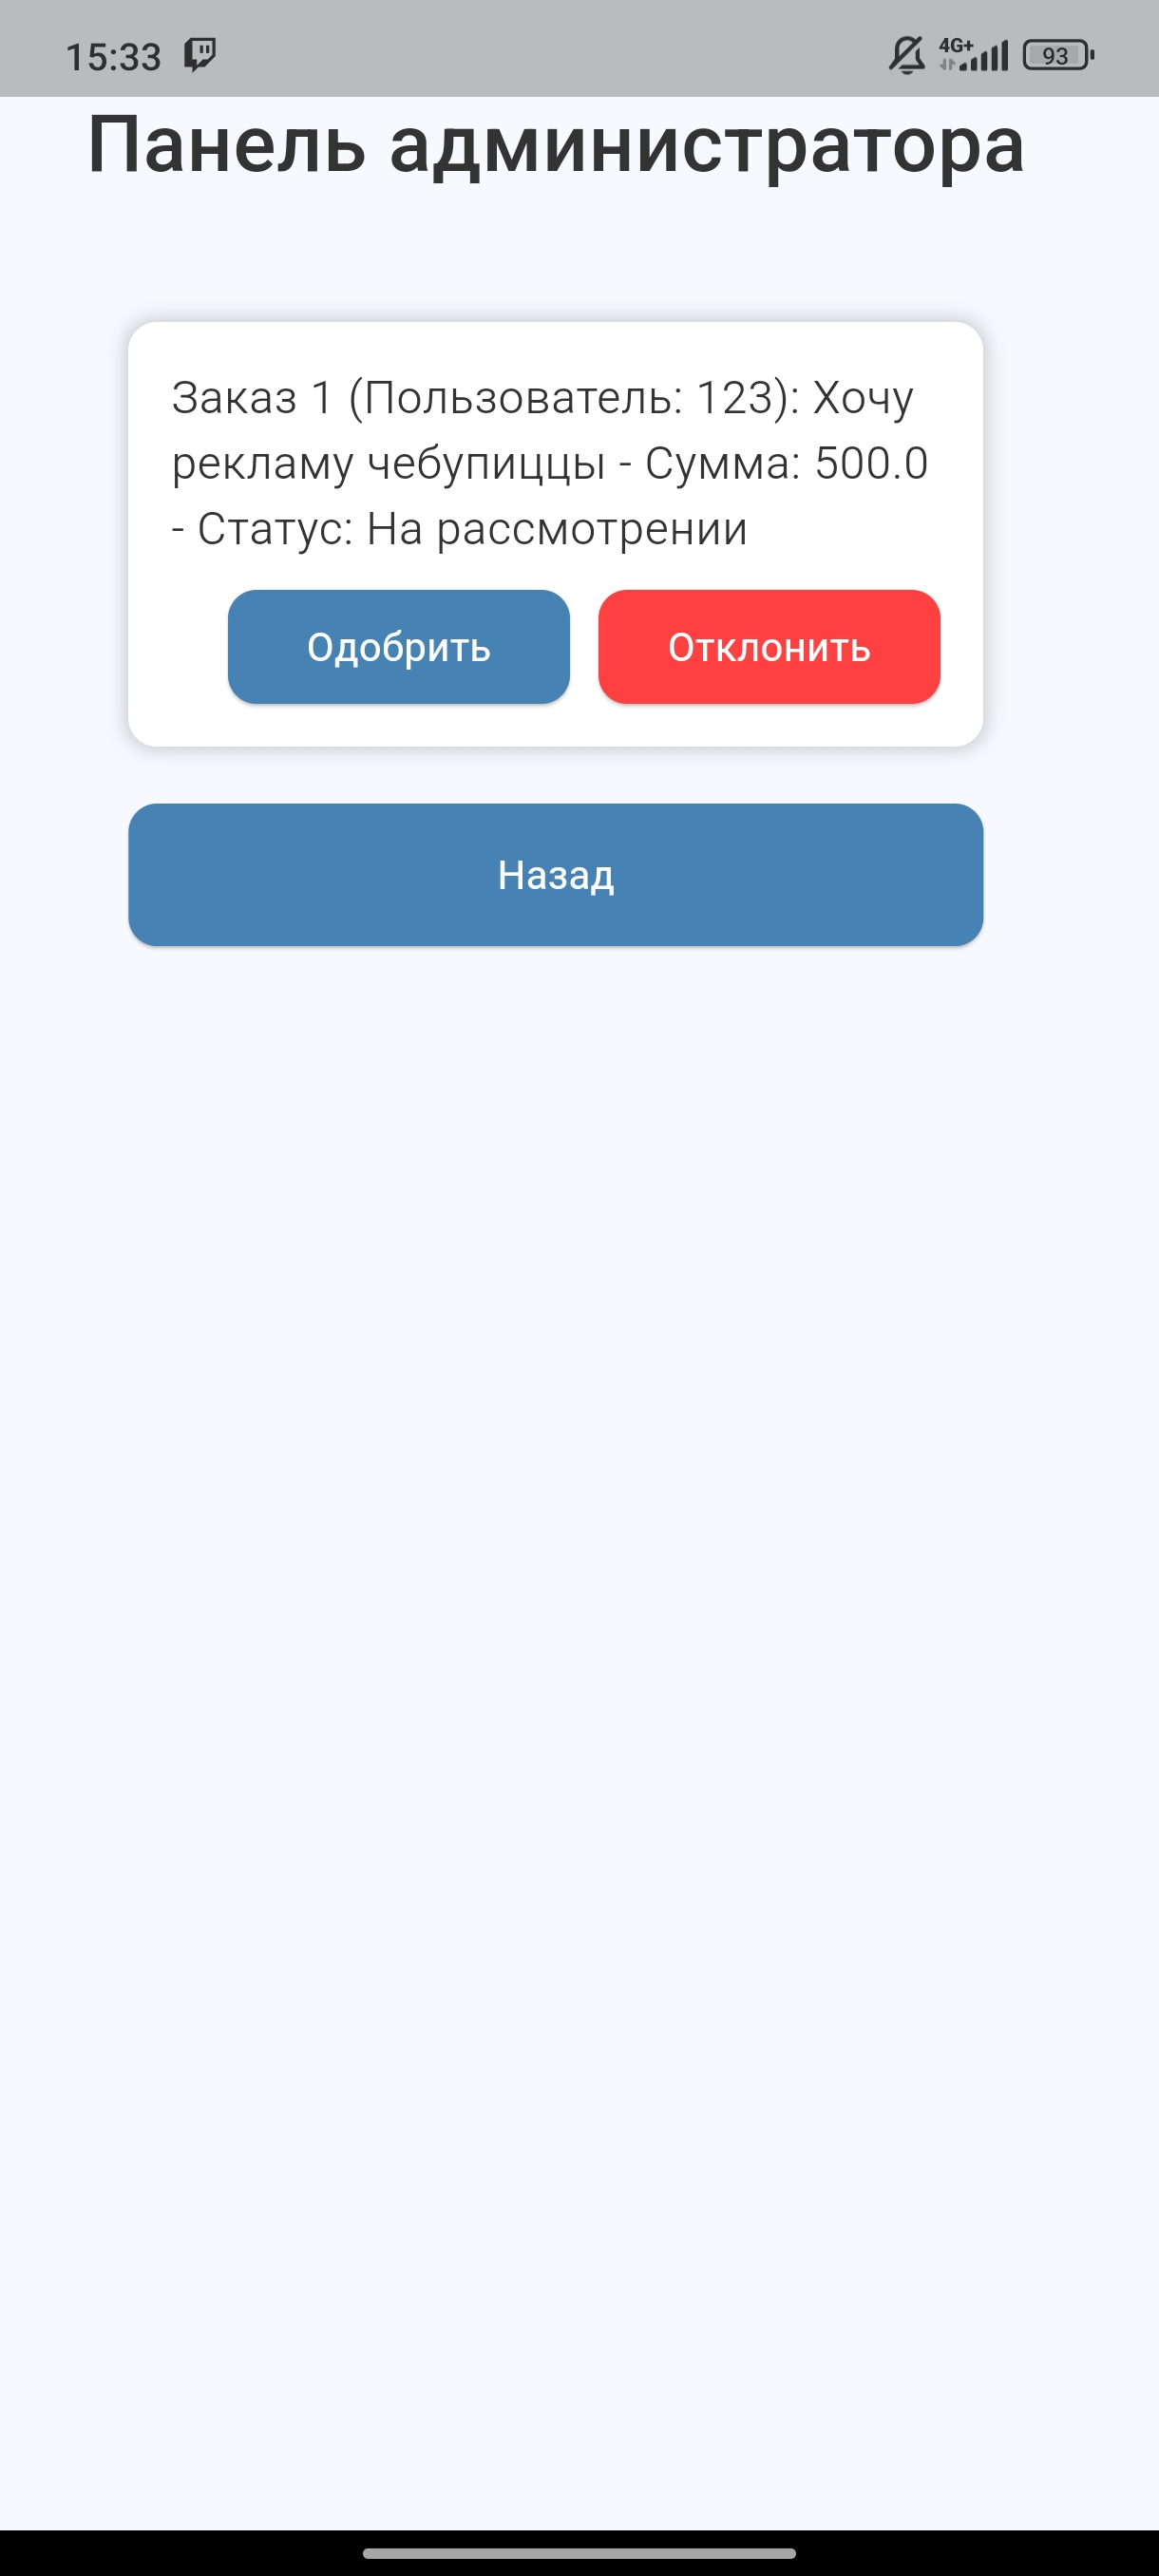 15:33
4G+
93
Панель администратора
Заказ 1 (Пользователь: 123): Хочу
рекламу чебупиццы - Сумма: 500.0
- Статус: На рассмотрении
Одобрить
Отклонить
Назад